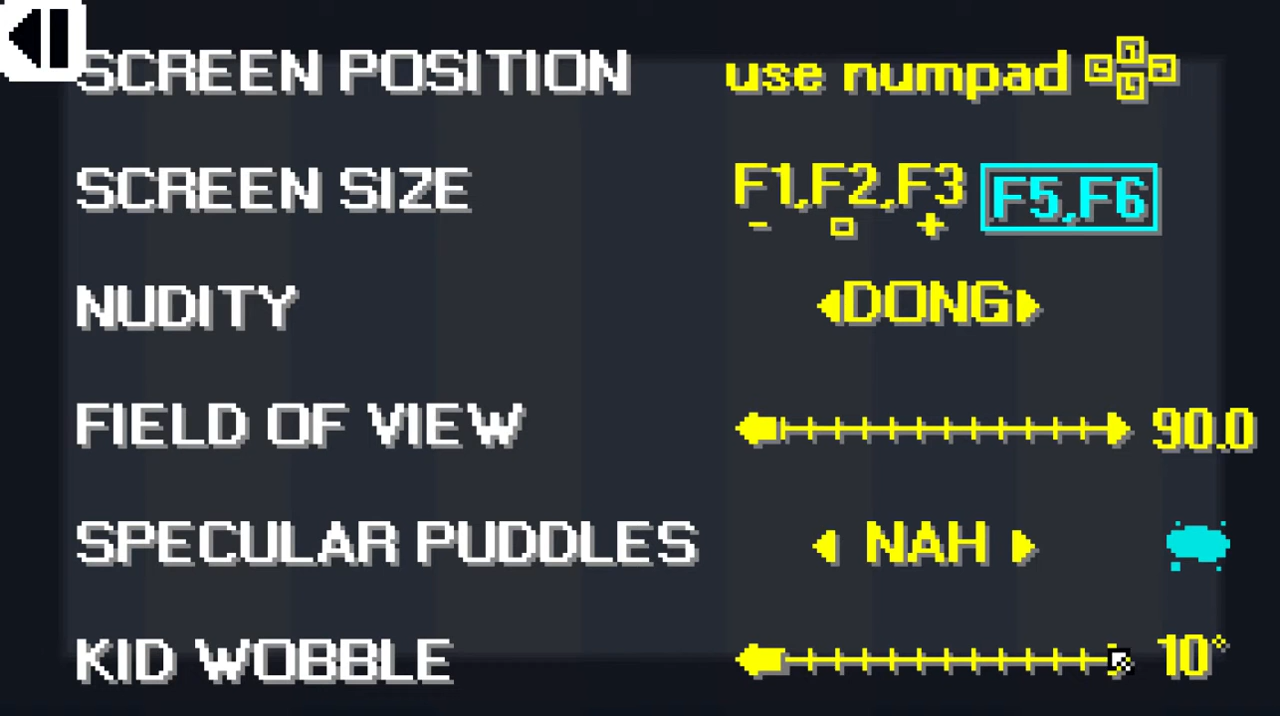 SCREEN POSITION use numpad
SCREEN SIZE F1,F2,F3 F5,F6
- +
NUDITY DONG
FIELD OF VIEW 90.0
SPECULAR PUDDLES NAH
KID WOBBLE 10°